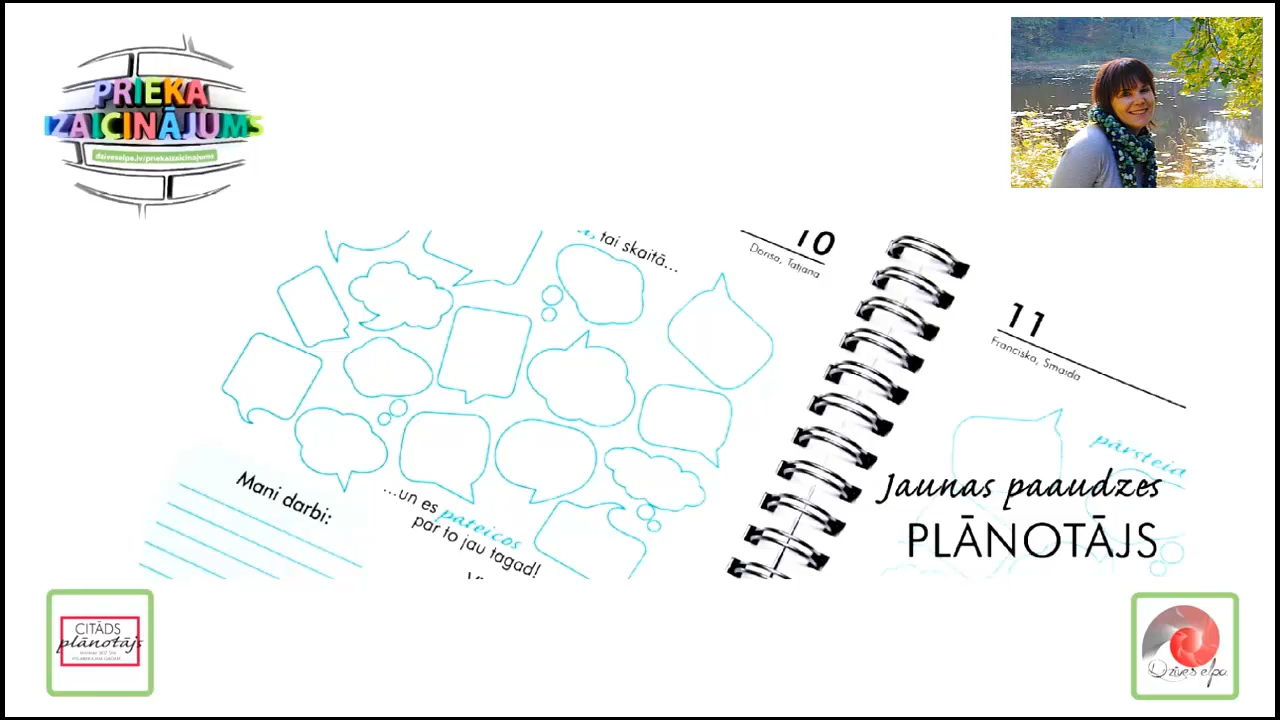 PRIEKA
IZAICINĀJUMS
dziveselpa.lv/priekaizaicinajums
tai skaitā...
10
Dorisa, Tatjana
11
Franciska, Smaida
pārsteia
Mani darbi:
...un es pateicos
par to jau tagad!
Jaunas paaudzes
PLĀNOTĀJS
CITĀDS
plānotājs
Dzīves elpa